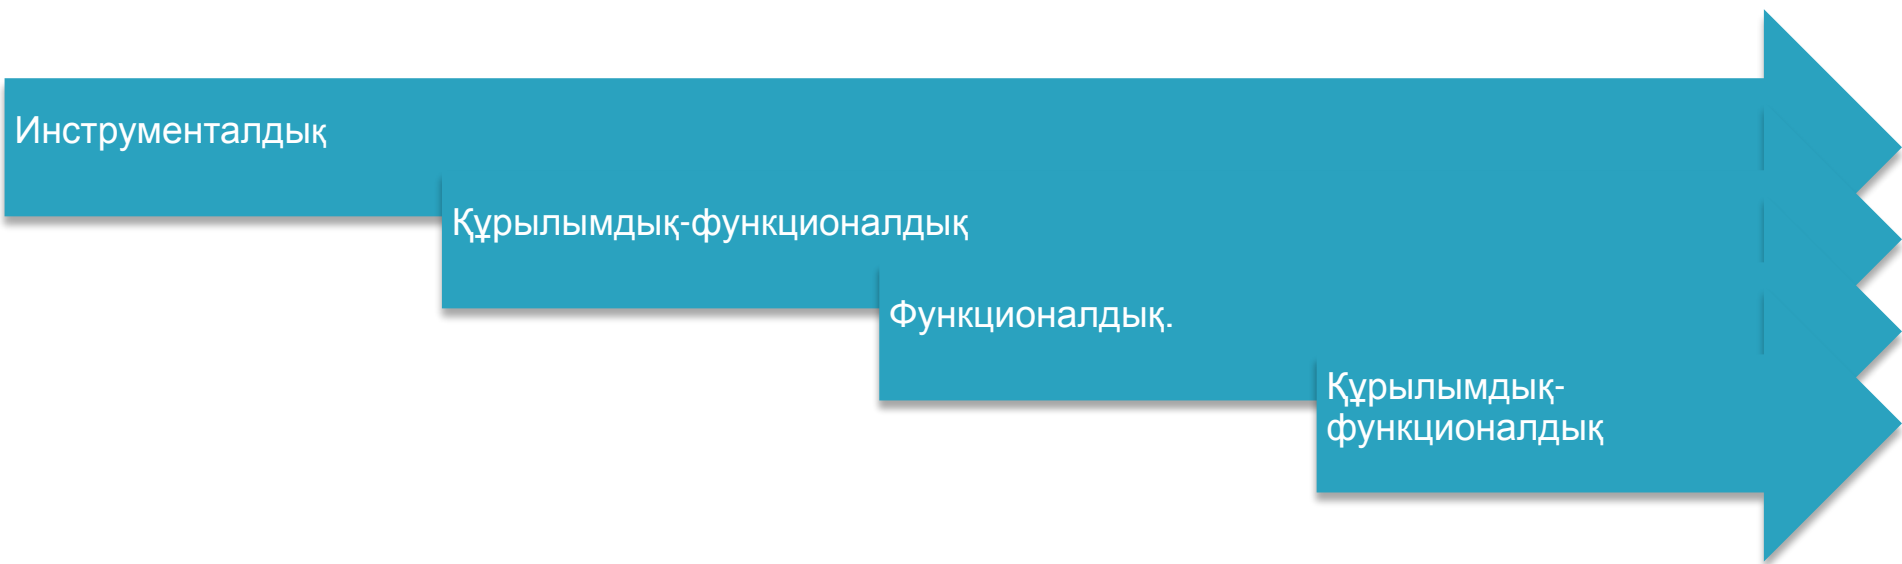 Инструменталдық
Құрылымдық-функционалдық
Функционалдық.
Құрылымдық-
функционалдық